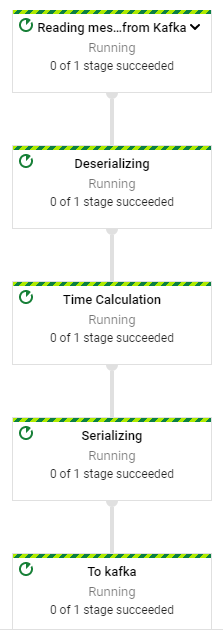 Reading mes...from Kafka
Running
0 of 1 stage succeeded
Deserializing
Running
0 of 1 stage succeeded
Time Calculation
Running
0 of 1 stage succeeded
Serializing
Running
0 of 1 stage succeeded
To kafka
Running
0 of 1 stage succeeded